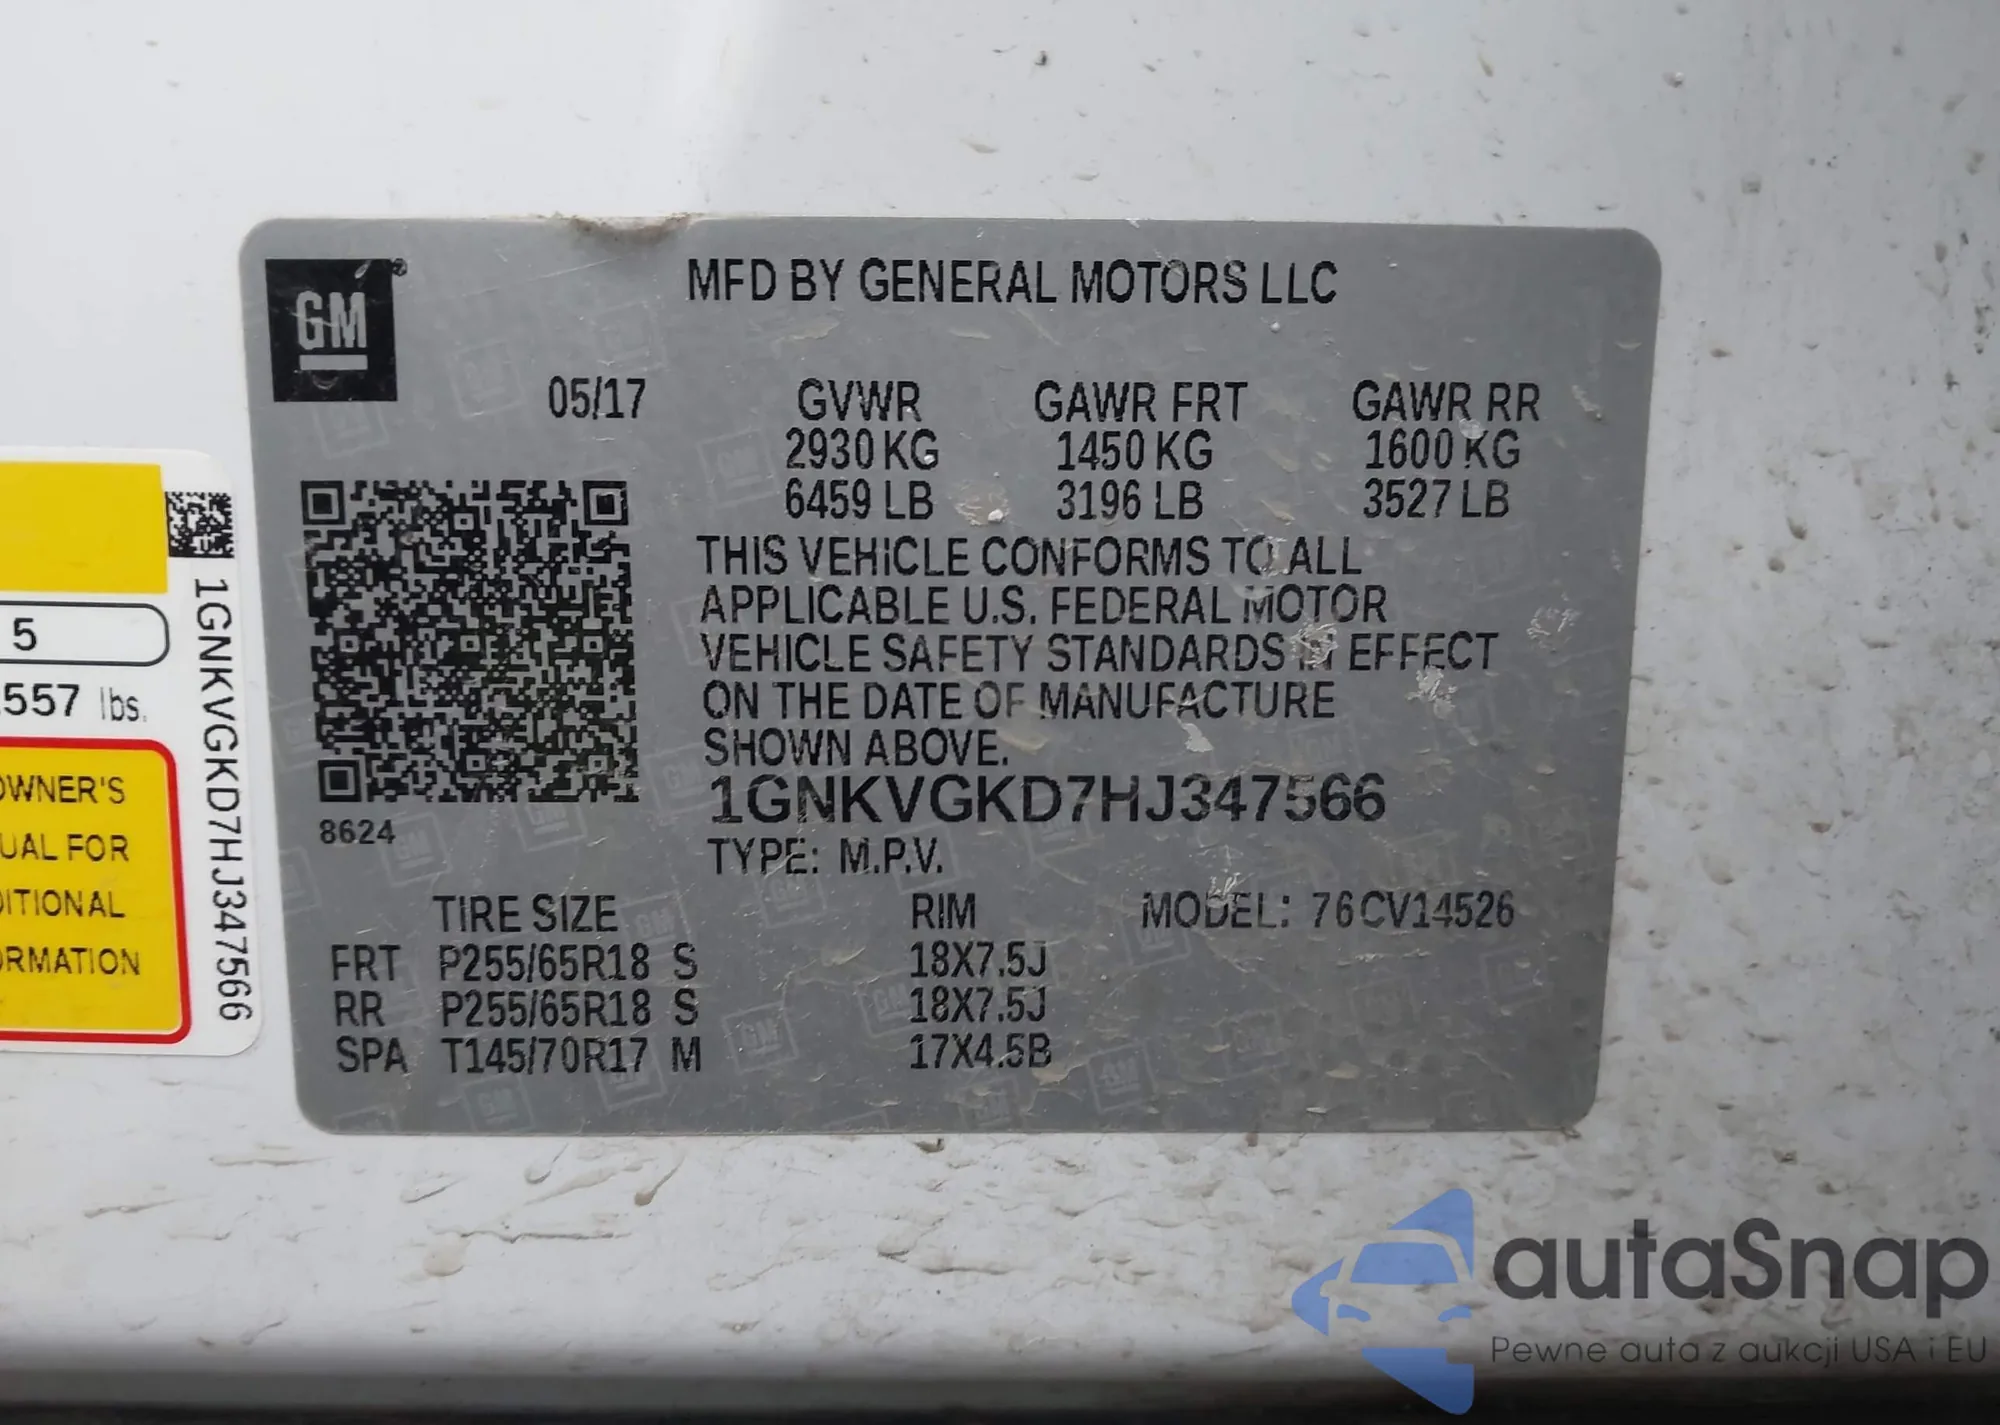 GM
MFD BY GENERAL MOTORS LLC
05/17 GVWR GAWR FRT GAWR RR
2930 KG 1450 KG 1600 KG
6459 LB 3196 LB 3527 LB
THIS VEHICLE CONFORMS TO ALL
APPLICABLE U.S. FEDERAL MOTOR
VEHICLE SAFETY STANDARDS IN EFFECT
ON THE DATE OF MANUFACTURE
SHOWN ABOVE.
1GNKVGKD7HJ347566
8624
TYPE: M.P.V.
TIRE SIZE RIM MODEL: 76CV14526
FRT P255/65R18 S 18X7.5J
RR P255/65R18 S 18X7.5J
SPA T145/70R17 M 17X4.5B
5
557 lbs.
OWNER'S
UAL FOR
DITIONAL
ORMATION
1GNKVGKD7HJ347566
autaSnap
Pewne auta z aukcji USA i EU